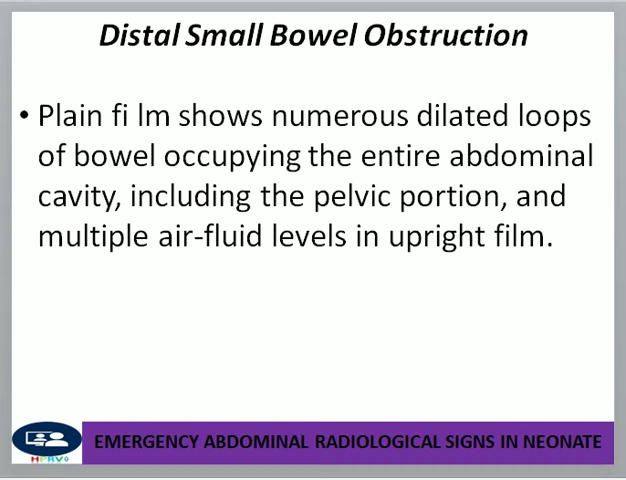 Distal Small Bowel Obstruction
• Plain fi lm shows numerous dilated loops
of bowel occupying the entire abdominal
cavity, including the pelvic portion, and
multiple air-fluid levels in upright film.
HPRV
EMERGENCY ABDOMINAL RADIOLOGICAL SIGNS IN NEONATE